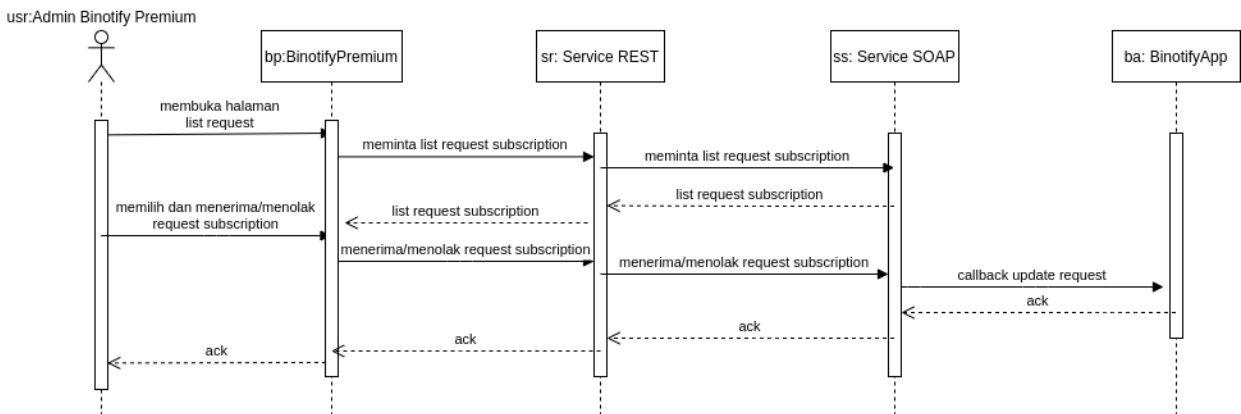 usr:Admin Binotify Premium
bp:BinotifyPremium
sr: Service REST
ss: Service SOAP
ba: BinotifyApp
membuka halaman
list request
meminta list request subscription
meminta list request subscription
list request subscription
list request subscription
memilih dan menerima/menolak
request subscription
menerima/menolak request subscription
menerima/menolak request subscription
callback update request
ack
ack
ack
ack